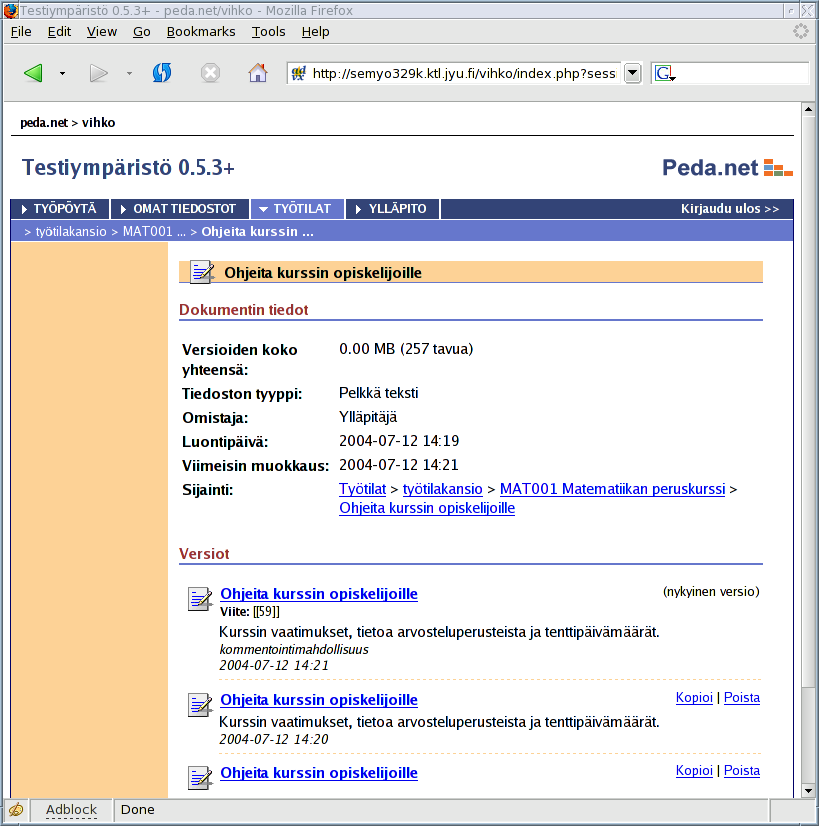 Testiympäristö 0.5.3+ - peda.net/vihko - Mozilla Firefox
File Edit View Go Bookmarks Tools Help
http://semyo329k.ktl.jyu.fi/vihko/index.php?sess
G
peda.net > vihko
Testiympäristö 0.5.3+
Peda.net
TYÖPÖYTÄ OMAT TIEDOSTOT TYÖTILAT YLLÄPITO Kirjaudu ulos >>
> työtilakansio > MAT001 ... > Ohjeita kurssin ...
Ohjeita kurssin opiskelijoille
Dokumentin tiedot
Versioiden koko yhteensä: 0.00 MB (257 tavua)
Tiedoston tyyppi: Pelkkä teksti
Omistaja: Ylläpitäjä
Luontipäivä: 2004-07-12 14:19
Viimeisin muokkaus: 2004-07-12 14:21
Sijainti: Työtilat > työtilakansio > MAT001 Matematiikan peruskurssi >
Ohjeita kurssin opiskelijoille
Versiot
Ohjeita kurssin opiskelijoille (nykyinen versio)
Viite: [[59]]
Kurssin vaatimukset, tietoa arvosteluperusteista ja tenttipäivämäärät.
kommentointimahdollisuus
2004-07-12 14:21
Ohjeita kurssin opiskelijoille Kopioi | Poista
Kurssin vaatimukset, tietoa arvosteluperusteista ja tenttipäivämäärät.
2004-07-12 14:20
Ohjeita kurssin opiskelijoille Kopioi | Poista
Adblock Done